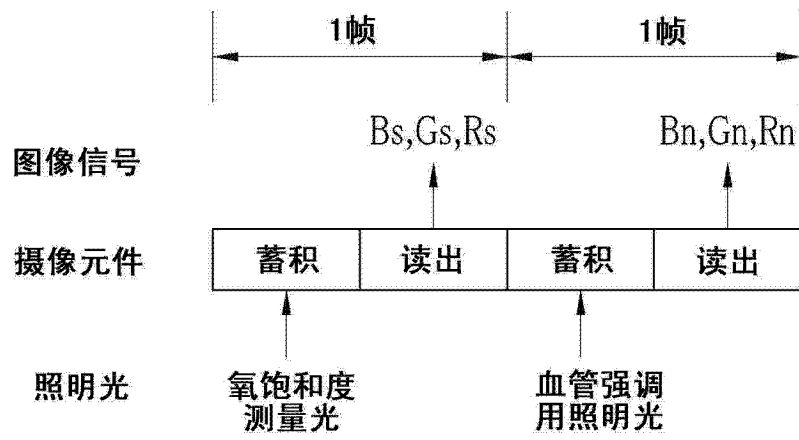 1帧 1帧
Bs,Gs,Rs Bn,Gn,Rn
图像信号
摄像元件 蓄积 读出 蓄积 读出
照明光 氧饱和度 血管强调
测量光 用照明光